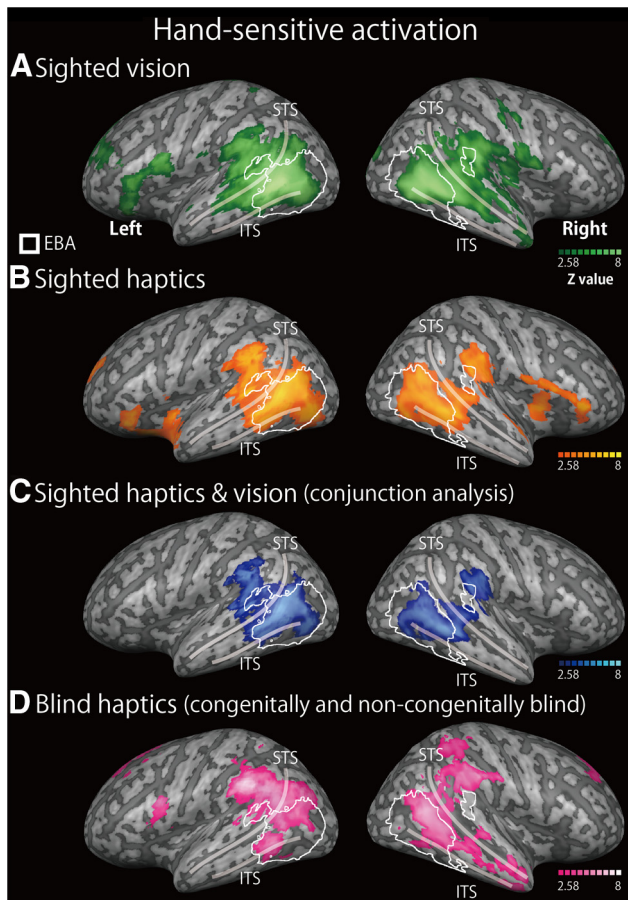 Hand-sensitive activation
A Sighted vision
STS STS
Left Right
EBA
ITS ITS
2.58 8
Z value
B Sighted haptics
STS STS
ITS ITS
2.58 8
C Sighted haptics & vision (conjunction analysis)
STS STS
ITS ITS
2.58 8
D Blind haptics (congenitally and non-congenitally blind)
STS STS
ITS ITS
2.58 8